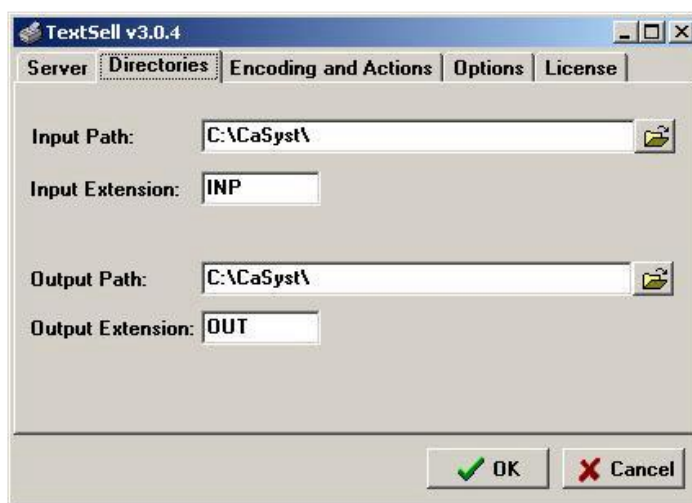 TextSell v3.0.4
Server Directories Encoding and Actions Options License
Input Path: C:\CaSyst\
Input Extension: INP
Output Path: C:\CaSyst\
Output Extension: OUT
OK Cancel